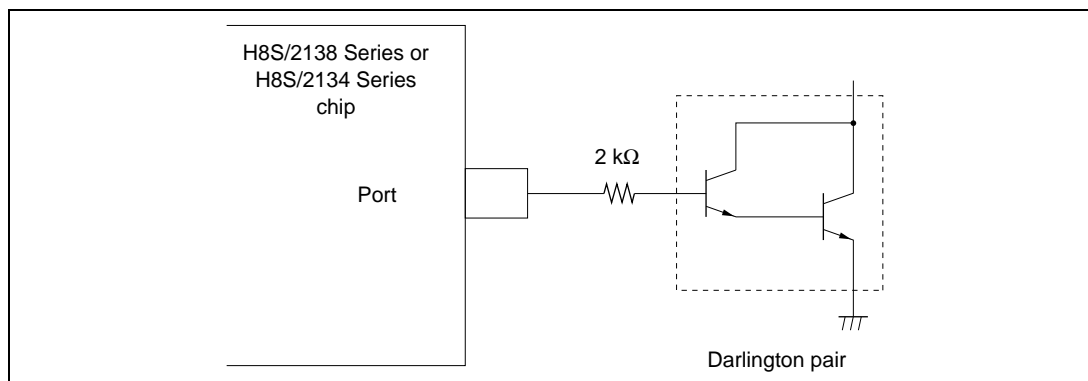 H8S/2138 Series or
H8S/2134 Series
chip
2 kΩ
Port
Darlington pair